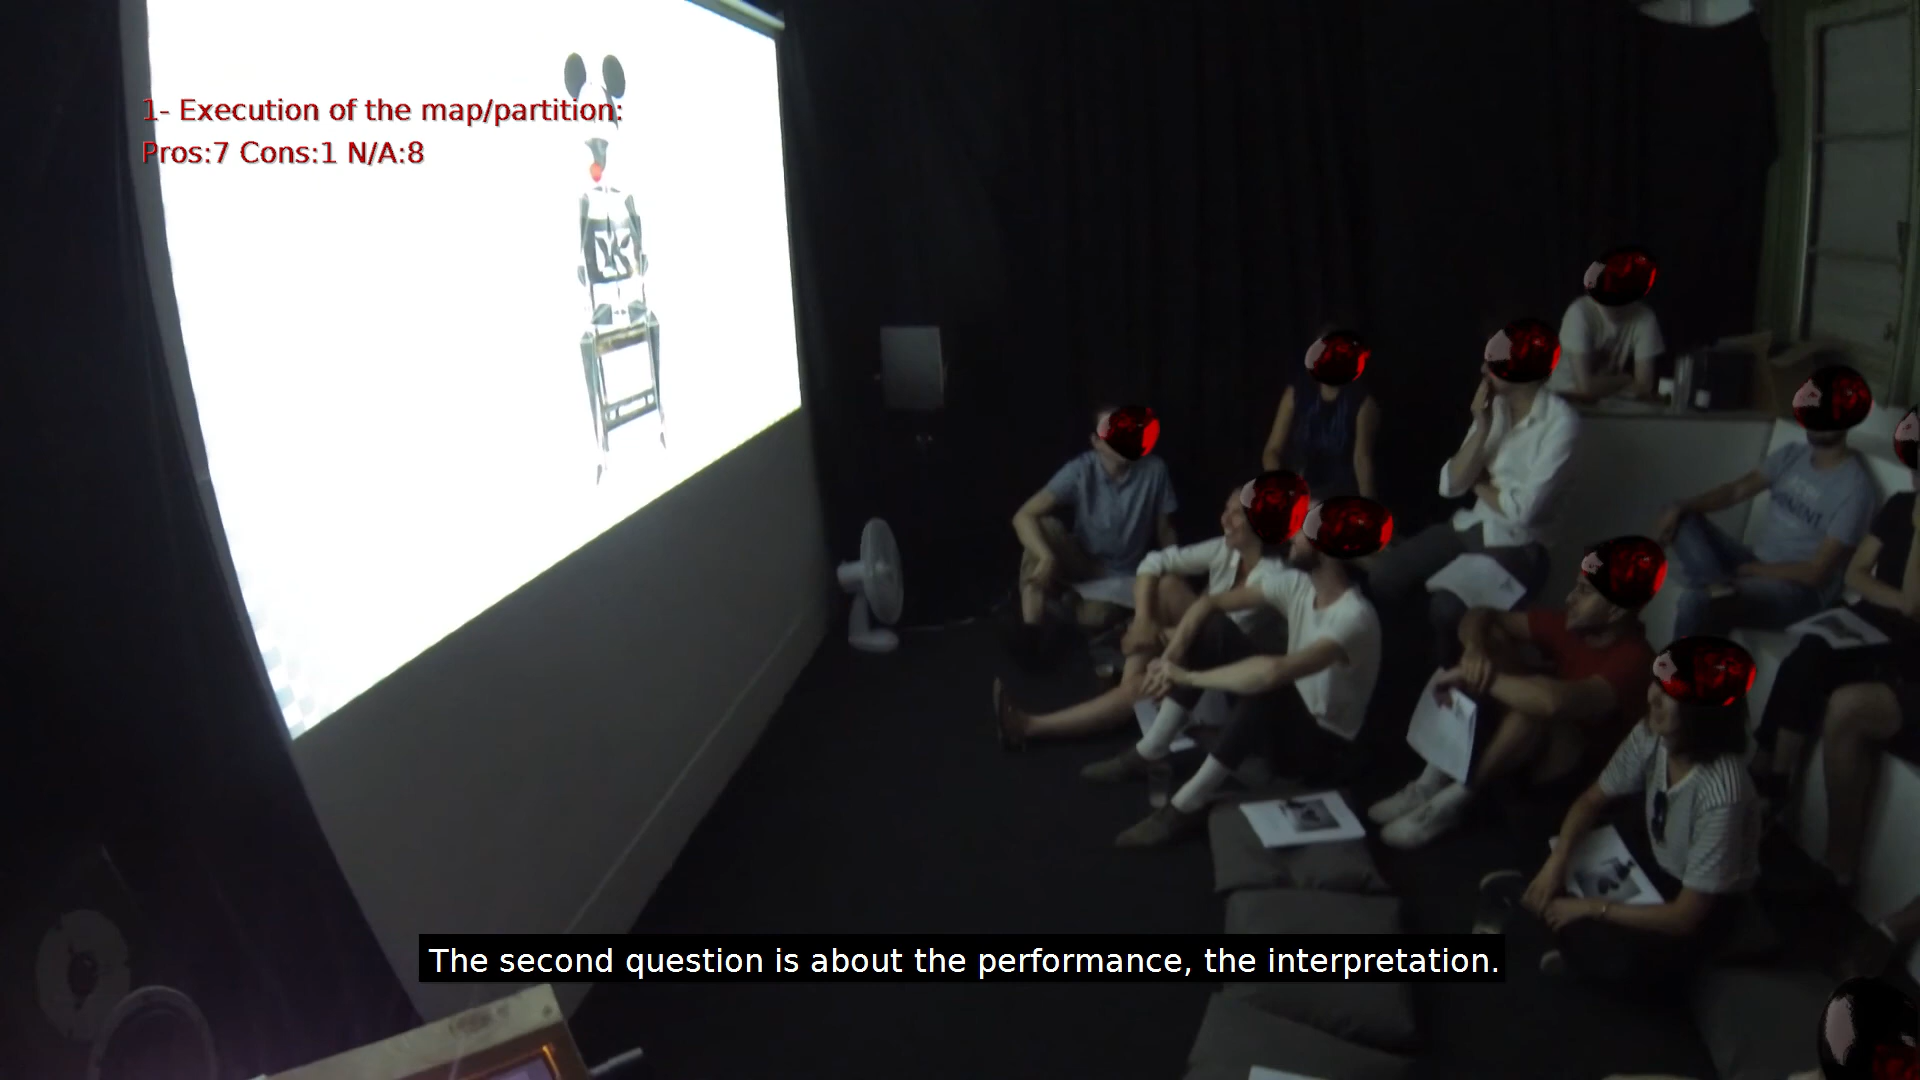 1- Execution of the map/partition:
Pros:7 Cons:1 N/A:8
The second question is about the performance, the interpretation.